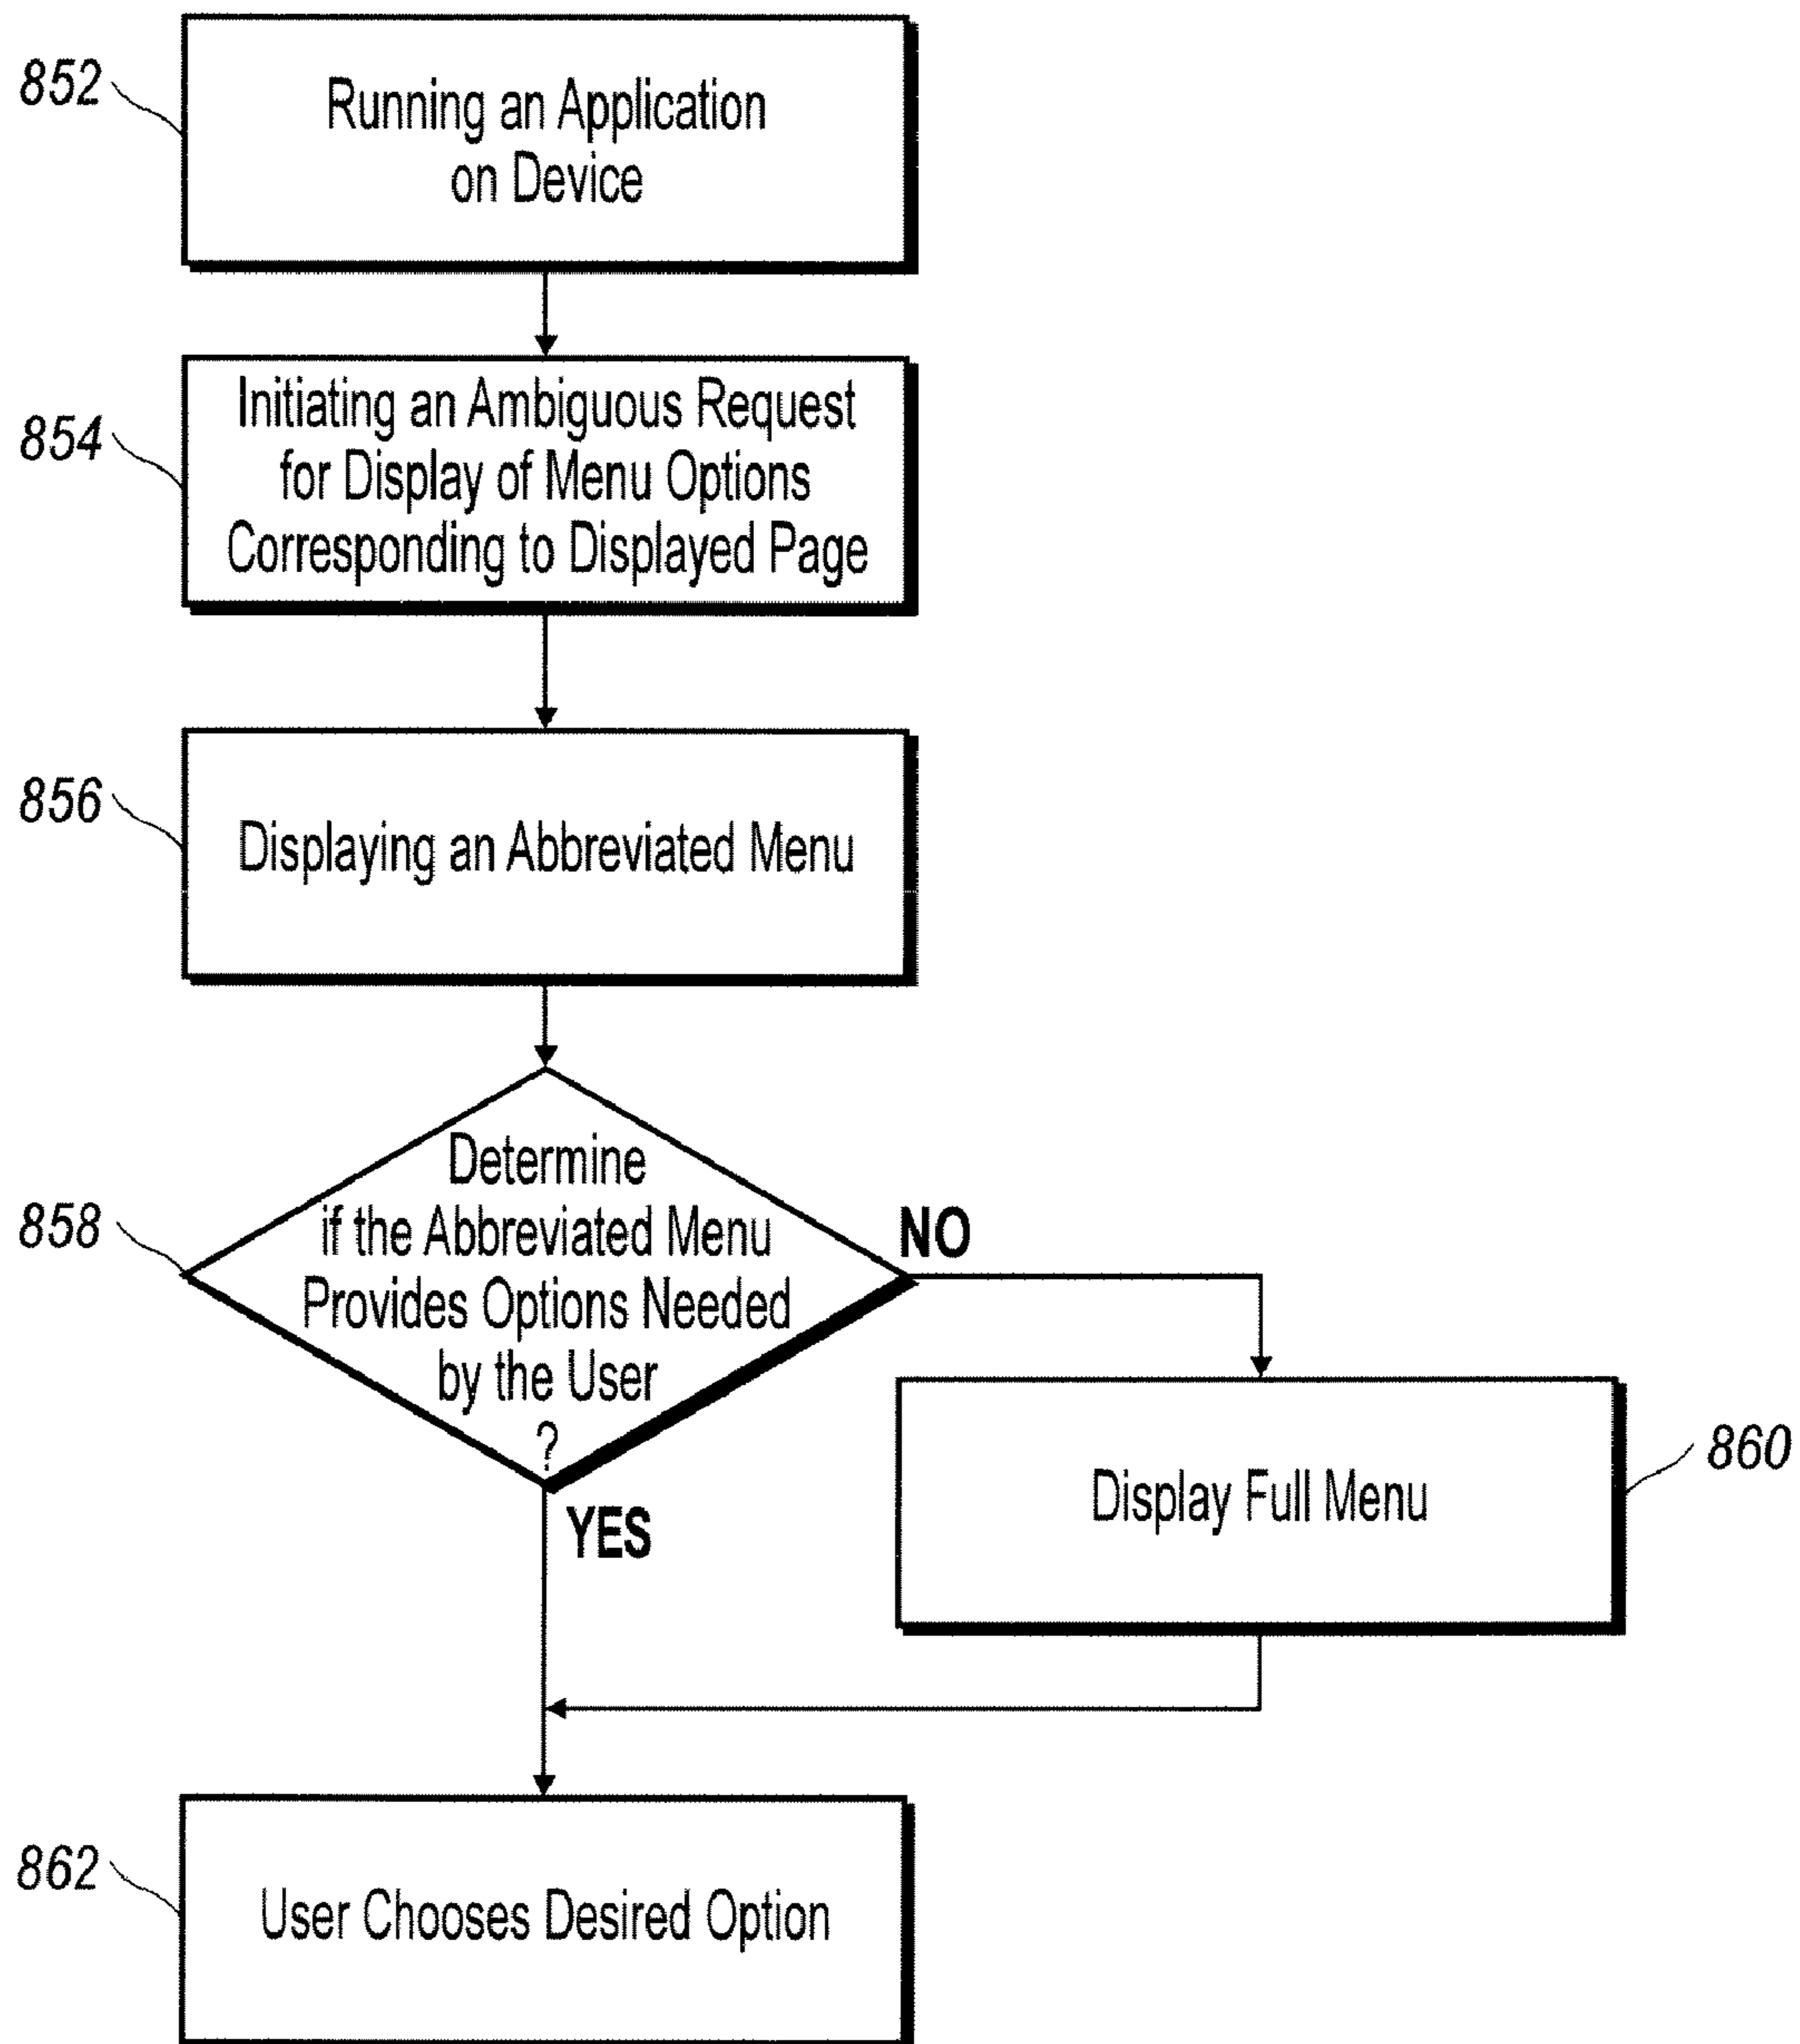 852
Running an Application
on Device
854
Initiating an Ambiguous Request
for Display of Menu Options
Corresponding to Displayed Page
856
Displaying an Abbreviated Menu
858
Determine
if the Abbreviated Menu
Provides Options Needed
by the User
?
NO
YES
Display Full Menu
860
862
User Chooses Desired Option